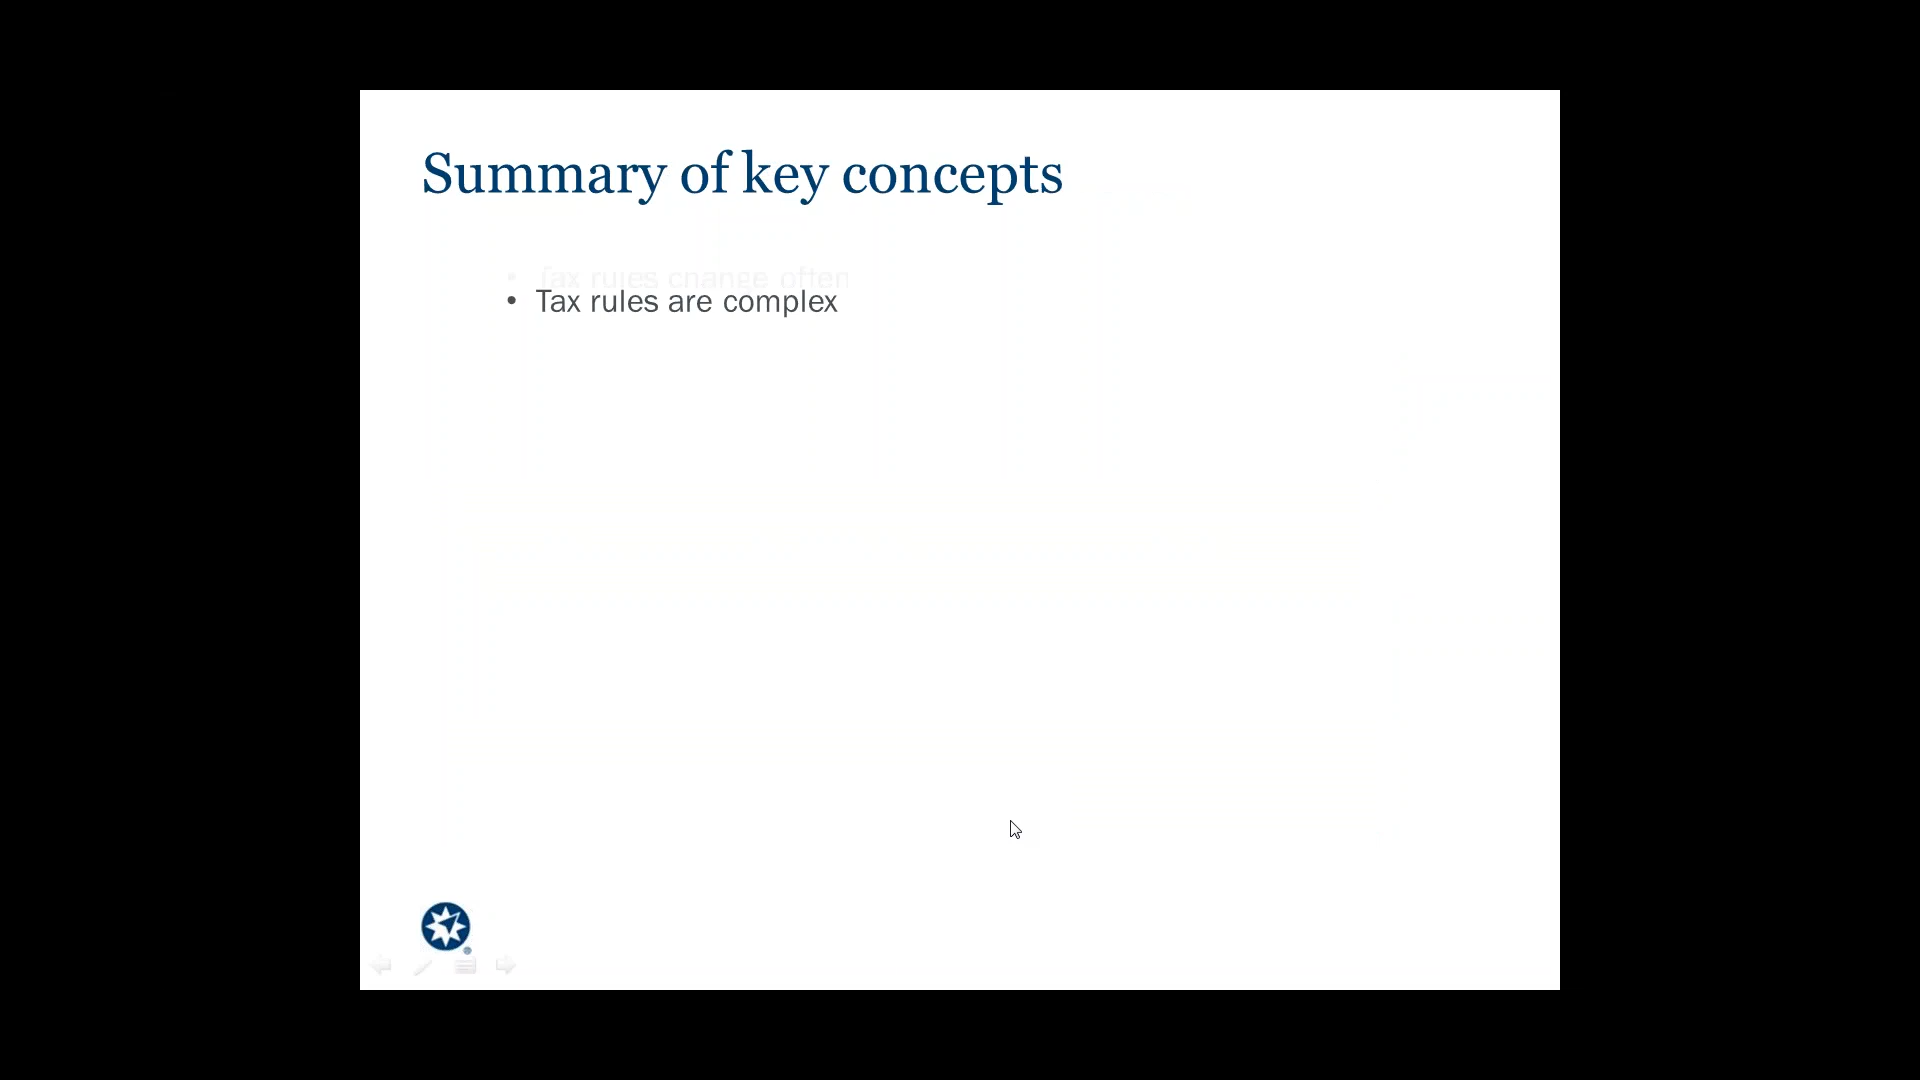 Summary of key concepts
• Tax rules change often
• Tax rules are complex